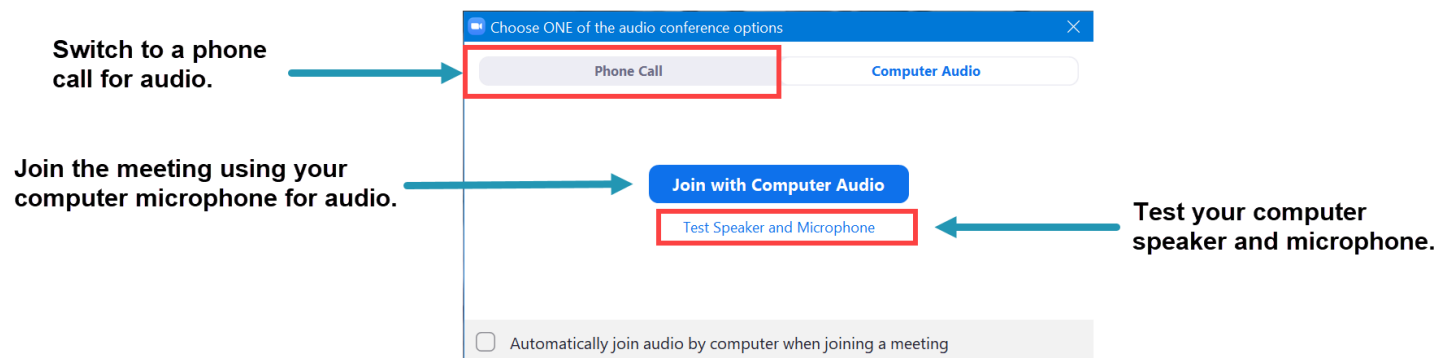 Choose ONE of the audio conference options
Switch to a phone
call for audio.
Phone Call
Computer Audio
Join the meeting using your
computer microphone for audio.
Join with Computer Audio
Test Speaker and Microphone
Test your computer
speaker and microphone.
Automatically join audio by computer when joining a meeting